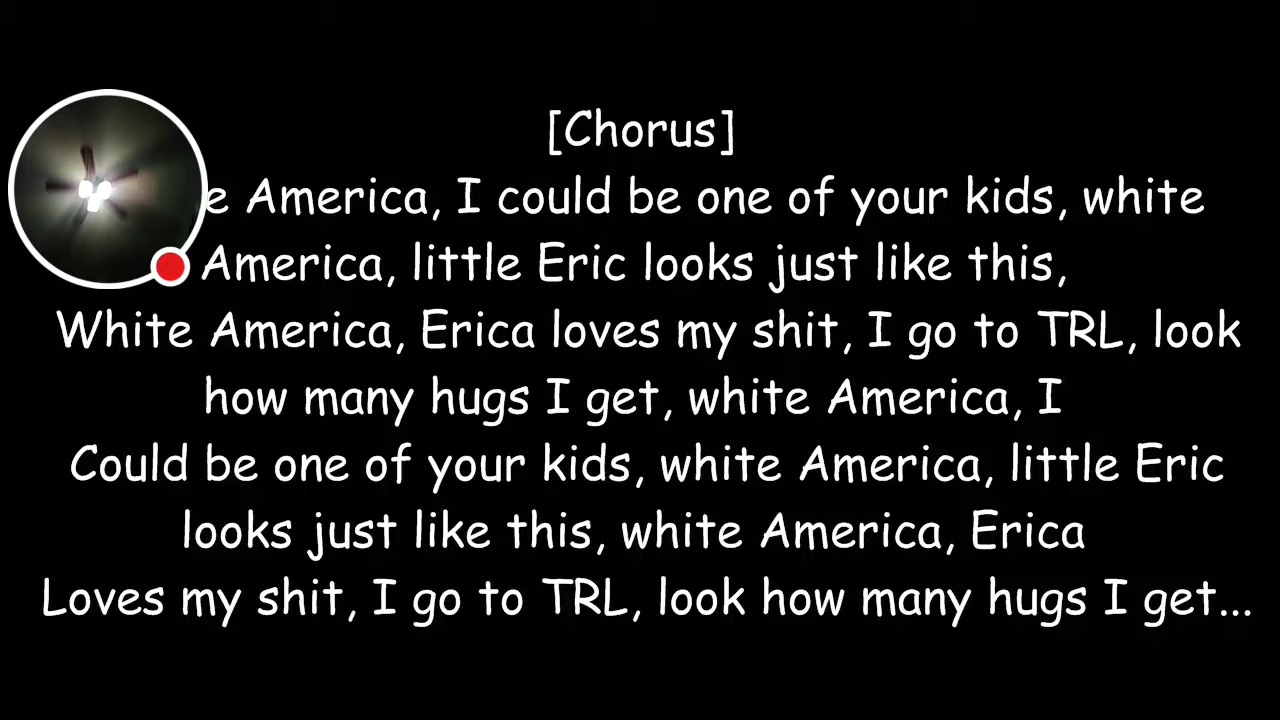 [Chorus]
e America, I could be one of your kids, white
America, little Eric looks just like this,
White America, Erica loves my shit, I go to TRL, look
how many hugs I get, white America, I
Could be one of your kids, white America, little Eric
looks just like this, white America, Erica
Loves my shit, I go to TRL, look how many hugs I get...